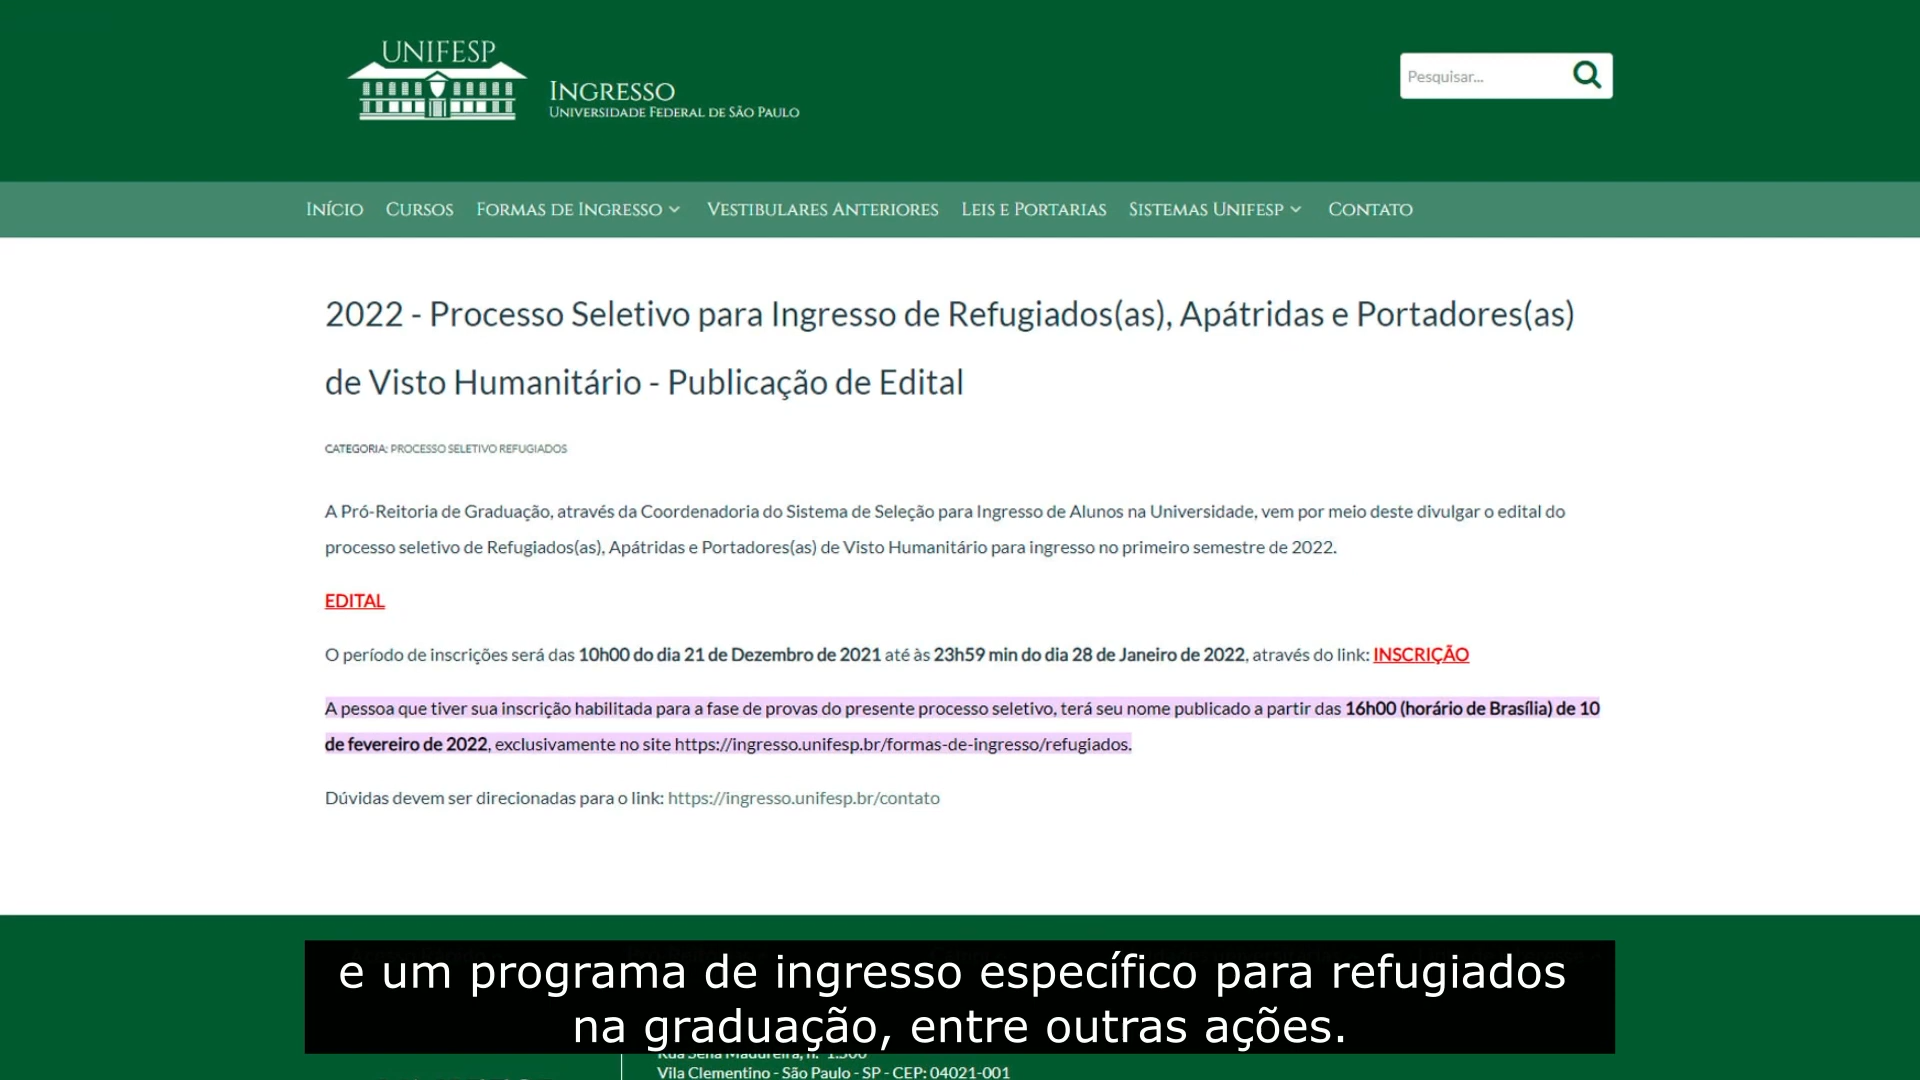 UNIFESP
INGRESSO
UNIVERSIDADE FEDERAL DE SÃO PAULO
Pesquisar...
INÍCIO CURSOS FORMAS DE INGRESSO VESTIBULARES ANTERIORES LEIS E PORTARIAS SISTEMAS UNIFESP CONTATO
2022 - Processo Seletivo para Ingresso de Refugiados(as), Apátridas e Portadores(as)
de Visto Humanitário - Publicação de Edital
CATEGORIA: PROCESSO SELETIVO REFUGIADOS
A Pró-Reitoria de Graduação, através da Coordenadoria do Sistema de Seleção para Ingresso de Alunos na Universidade, vem por meio deste divulgar o edital do
processo seletivo de Refugiados(as), Apátridas e Portadores(as) de Visto Humanitário para ingresso no primeiro semestre de 2022.
EDITAL
O período de inscrições será das 10h00 do dia 21 de Dezembro de 2021 até às 23h59 min do dia 28 de Janeiro de 2022, através do link: INSCRIÇÃO
A pessoa que tiver sua inscrição habilitada para a fase de provas do presente processo seletivo, terá seu nome publicado a partir das 16h00 (horário de Brasília) de 10
de fevereiro de 2022, exclusivamente no site https://ingresso.unifesp.br/formas-de-ingresso/refugiados.
Dúvidas devem ser direcionadas para o link: https://ingresso.unifesp.br/contato
e um programa de ingresso específico para refugiados
na graduação, entre outras ações.
Rua Sena Madureira, n.º 1.500
Vila Clementino - São Paulo - SP - CEP: 04021-001